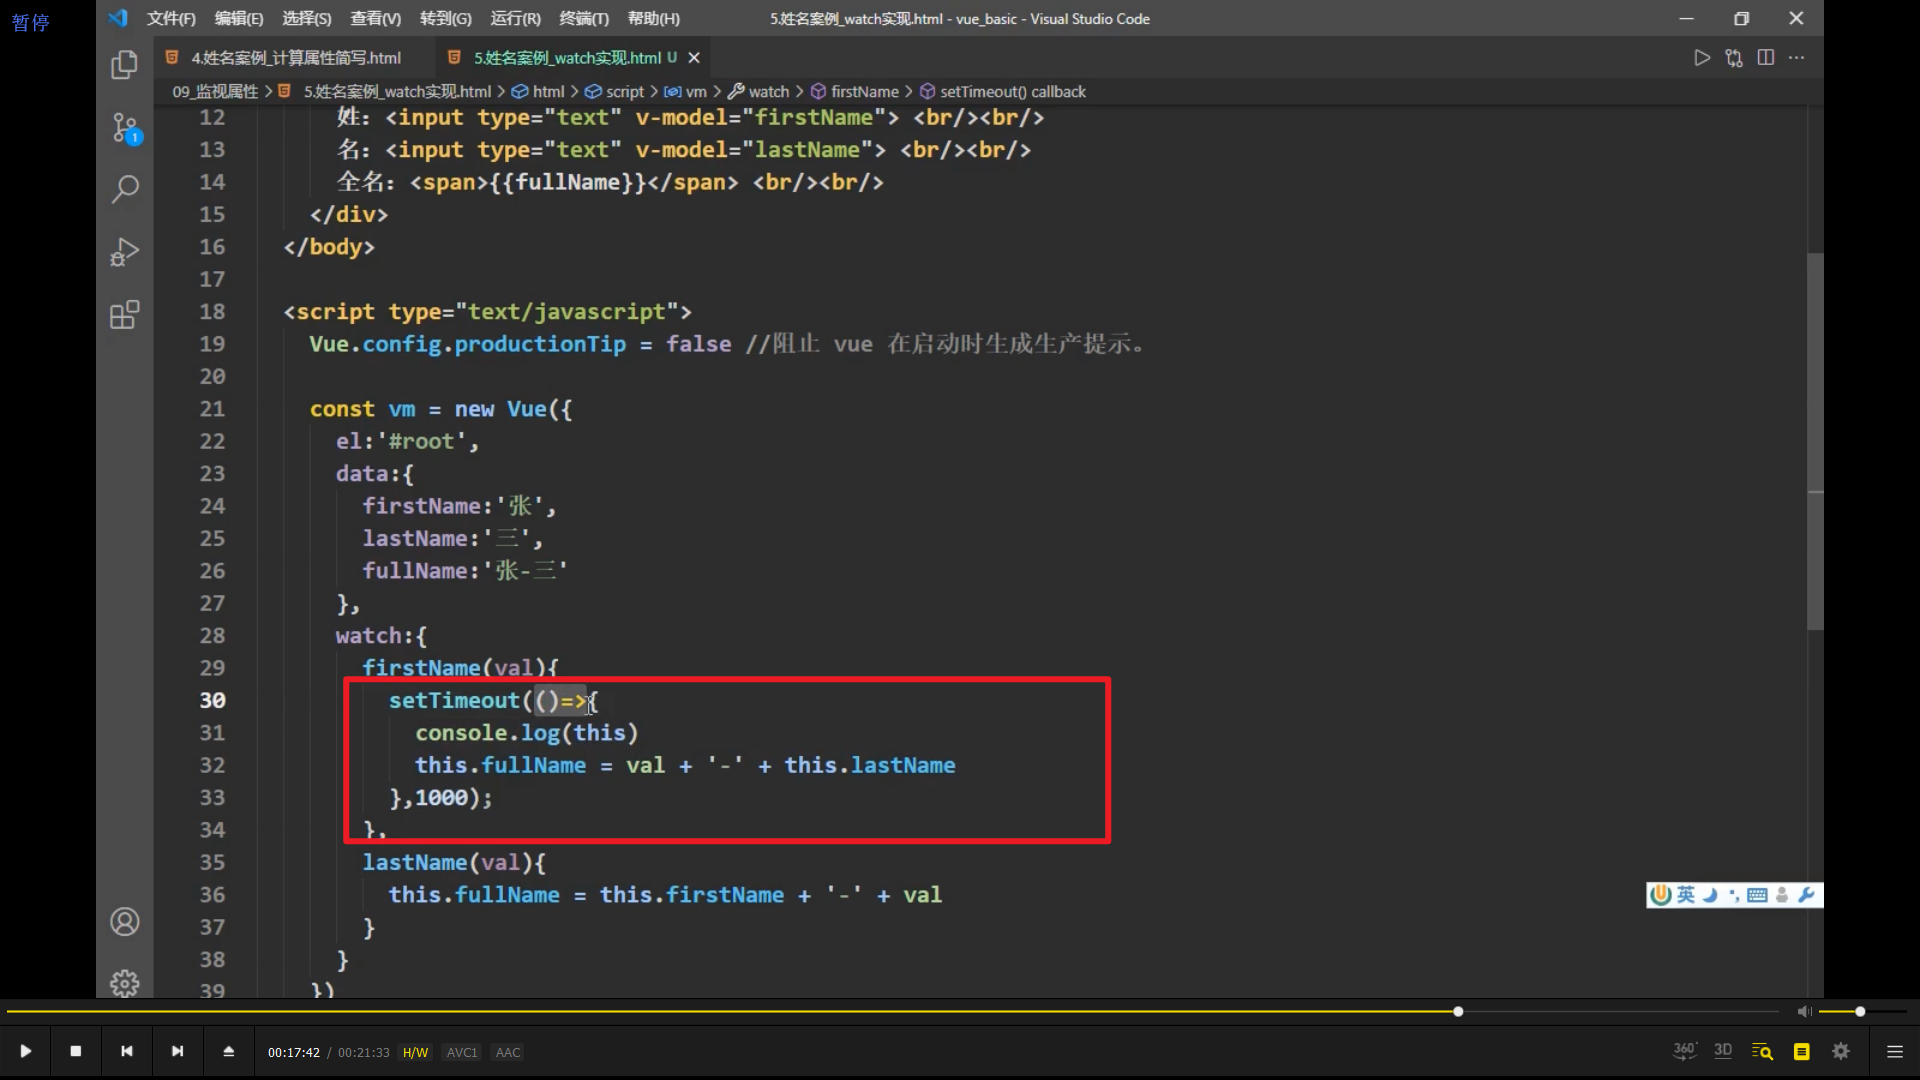 暂停
文件(F) 编辑(E) 选择(S) 查看(V) 转到(G) 运行(R) 终端(T) 帮助(H) 5.姓名案例_watch实现.html - vue_basic - Visual Studio Code
4.姓名案例_计算属性简写.html 5.姓名案例_watch实现.html U
09_监视属性 > 5.姓名案例_watch实现.html > html > script > vm > watch > firstName > setTimeout() callback
12 姓：<input type="text" v-model="firstName"> <br/><br/>
13 名：<input type="text" v-model="lastName"> <br/><br/>
14 全名：<span>{{fullName}}</span> <br/><br/>
15 </div>
16 </body>
17
18 <script type="text/javascript">
19 Vue.config.productionTip = false //阻止 vue 在启动时生成生产提示。
20
21 const vm = new Vue({
22 el:'#root',
23 data:{
24 firstName:'张',
25 lastName:'三',
26 fullName:'张-三'
27 },
28 watch:{
29 firstName(val){
30 setTimeout(()=>{
31 console.log(this)
32 this.fullName = val + '-' + this.lastName
33 },1000);
34 },
35 lastName(val){
36 this.fullName = this.firstName + '-' + val
37 }
38 }
39 })
1
英
00:17:42 / 00:21:33 H/W AVC1 AAC
360° 3D